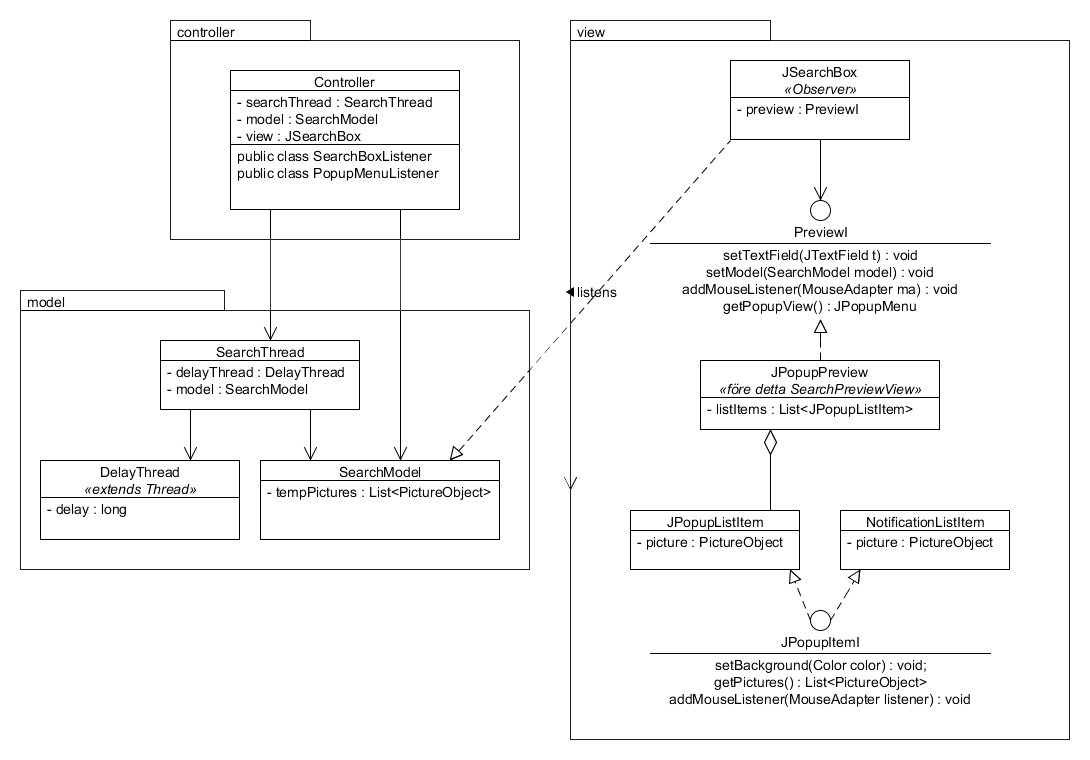 controller
Controller
- searchThread : SearchThread
- model : SearchModel
- view : JSearchBox
public class SearchBoxListener
public class PopupMenuListener
model
SearchThread
- delayThread : DelayThread
- model : SearchModel
DelayThread
«extends Thread»
- delay : long
SearchModel
- tempPictures : List<PictureObject>
view
JSearchBox
«Observer»
- preview : PreviewI
listens
PreviewI
setTextField(JTextField t) : void
setModel(SearchModel model) : void
addMouseListener(MouseAdapter ma) : void
getPopupView() : JPopupMenu
JPopupPreview
«före detta SearchPreviewView»
- listItems : List<JPopupListItem>
JPopupListItem
- picture : PictureObject
NotificationListItem
- picture : PictureObject
JPopupItemI
setBackground(Color color) : void;
getPictures() : List<PictureObject>
addMouseListener(MouseAdapter listener) : void